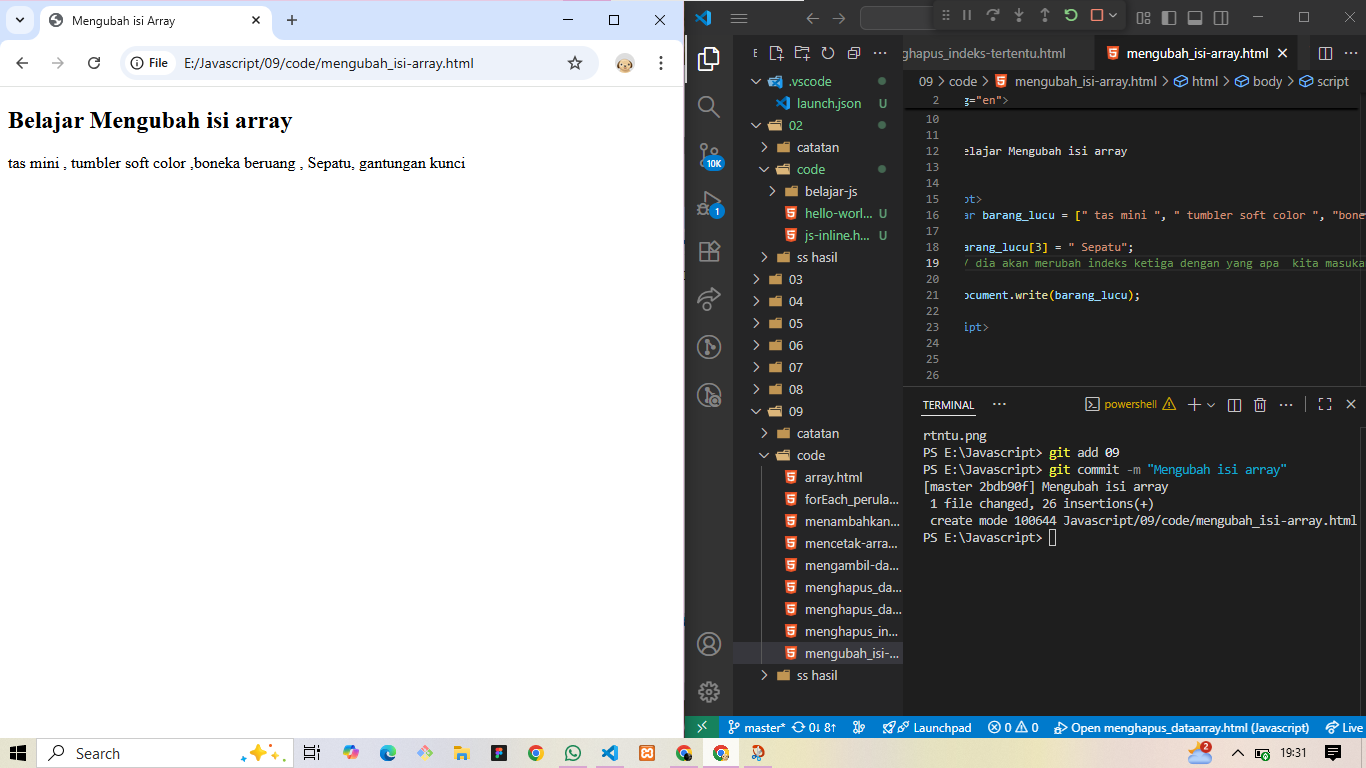 Mengubah isi Array
File
E:/Javascript/09/code/mengubah_isi-array.html
Belajar Mengubah isi array
tas mini , tumbler soft color ,boneka beruang , Sepatu, gantungan kunci
E
.vscode
launch.json U
02
catatan
code
belajar-js
hello-worl... U
js-inline.h... U
ss hasil
03
04
05
06
07
08
09
catatan
code
array.html
forEach_perula...
menambahkan...
mencetak-arra...
mengambil-da...
menghapus_da...
menghapus_da...
menghapus_in...
mengubah_isi-...
ss hasil
10K
1
ghapus_indeks-tertentu.html
mengubah_isi-array.html
09 > code > mengubah_isi-array.html > html > body > script
2 g="en">
10
11
12 elajar Mengubah isi array
13
14
15 pt>
16 ar barang_lucu = [" tas mini ", " tumbler soft color ", "bone
17
18 arang_lucu[3] = " Sepatu";
19 / dia akan merubah indeks ketiga dengan yang apa  kita masuka
20
21 ocument.write(barang_lucu);
22
23 ipt>
24
25
26
TERMINAL
powershell
rtntu.png
PS E:\Javascript> git add 09
PS E:\Javascript> git commit -m "Mengubah isi array"
[master 2bdb90f] Mengubah isi array
1 file changed, 26 insertions(+)
create mode 100644 Javascript/09/code/mengubah_isi-array.html
PS E:\Javascript>
master* 0↓ 8↑ Launchpad 0 0 Open menghapus_dataarray.html (Javascript) Live
Search
2
19:31